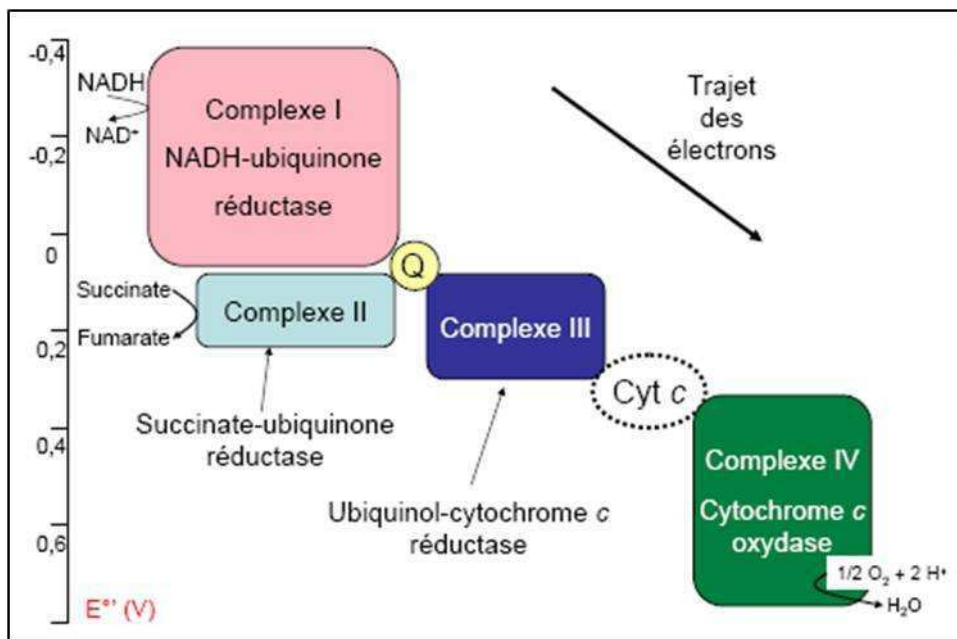 -0,4
-0,2
0
0,2
0,4
0,6
E°' (V)
NADH
NAD⁺
Complexe I
NADH-ubiquinone
réductase
Trajet
des
électrons
Q
Succinate
Fumarate
Complexe II
Complexe III
Succinate-ubiquinone
réductase
Cyt c
Ubiquinol-cytochrome c
réductase
Complexe IV
Cytochrome c
oxydase
1/2 O₂ + 2 H⁺
H₂O